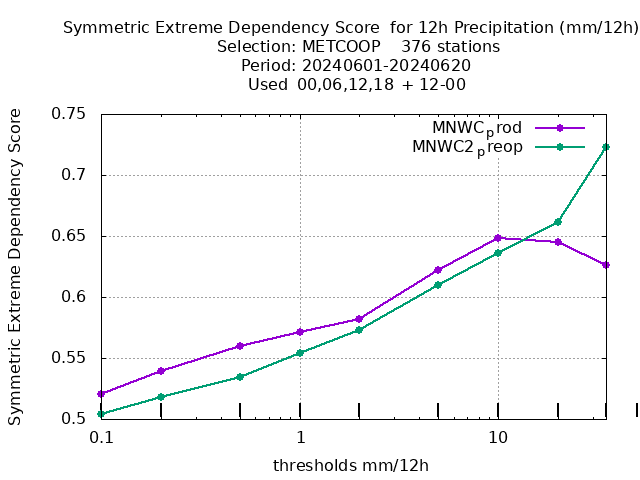 Symmetric Extreme Dependency Score  for 12h Precipitation (mm/12h)
Selection: METCOOP    376 stations
Period: 20240601-20240620
Used  00,06,12,18 + 12-00
Symmetric Extreme Dependency Score
0.75
0.7
0.65
0.6
0.55
0.5
MNWCprod
MNWC2preop
0.1 1 10
thresholds mm/12h